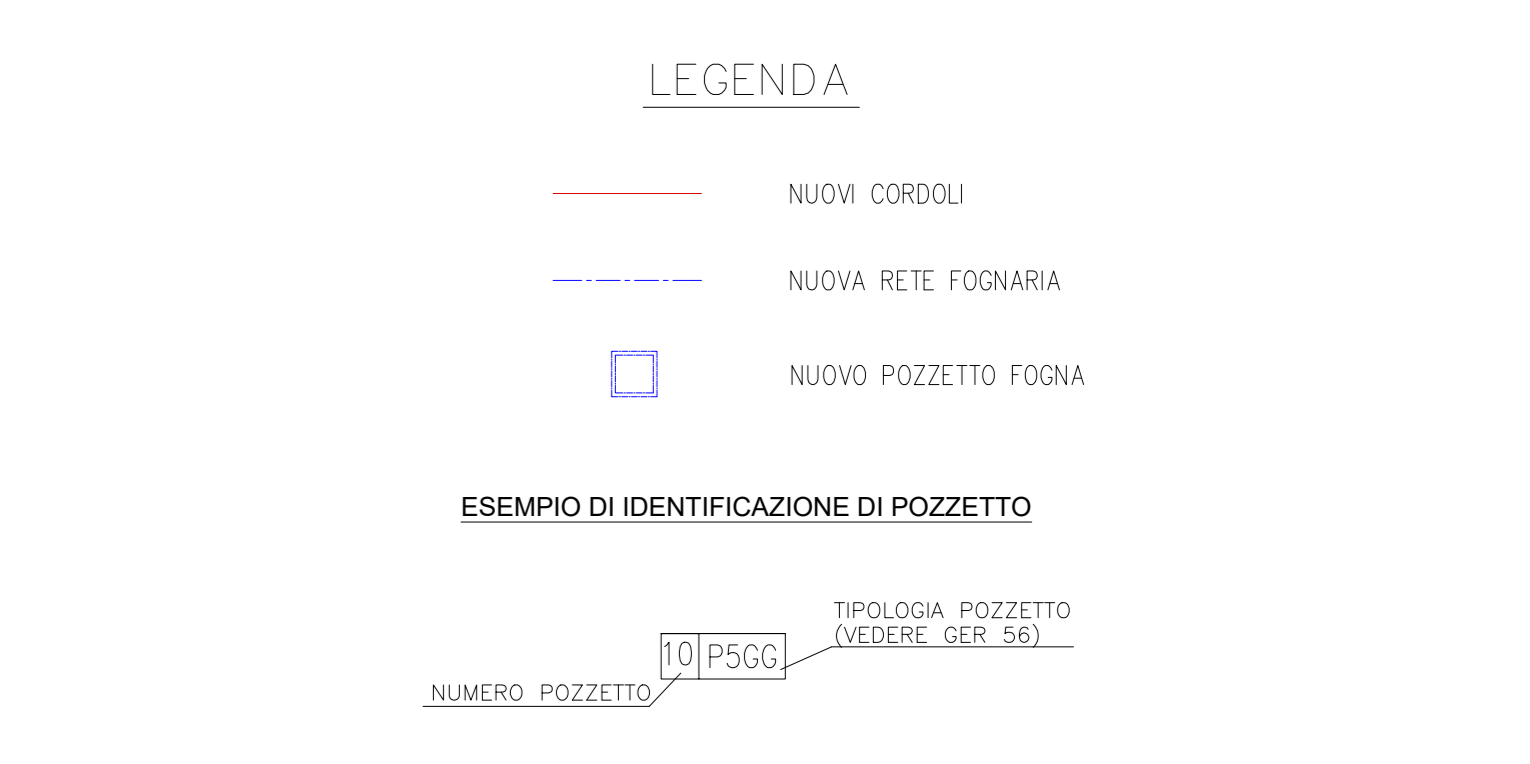 LEGENDA
NUOVI CORDOLI
NUOVA RETE FOGNARIA
NUOVO POZZETTO FOGNA
ESEMPIO DI IDENTIFICAZIONE DI POZZETTO
TIPOLOGIA POZZETTO
(VEDERE GER 56)
10 P5GG
NUMERO POZZETTO